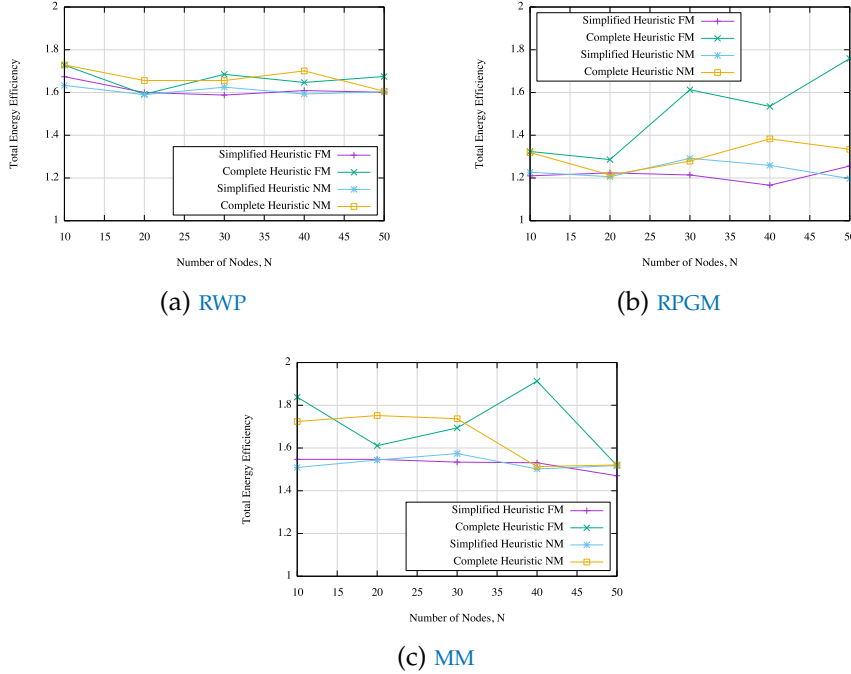 2
1.8
1.6
1.4
1.2
1
Total Energy Efficiency
Simplified Heuristic FM
Complete Heuristic FM
Simplified Heuristic NM
Complete Heuristic NM
10 15 20 25 30 35 40 45 50
Number of Nodes, N
(a) RWP
2
1.8
1.6
1.4
1.2
1
Total Energy Efficiency
Simplified Heuristic FM
Complete Heuristic FM
Simplified Heuristic NM
Complete Heuristic NM
10 15 20 25 30 35 40 45 50
Number of Nodes, N
(b) RPGM
2
1.8
1.6
1.4
1.2
1
Total Energy Efficiency
Simplified Heuristic FM
Complete Heuristic FM
Simplified Heuristic NM
Complete Heuristic NM
10 15 20 25 30 35 40 45 50
Number of Nodes, N
(c) MM